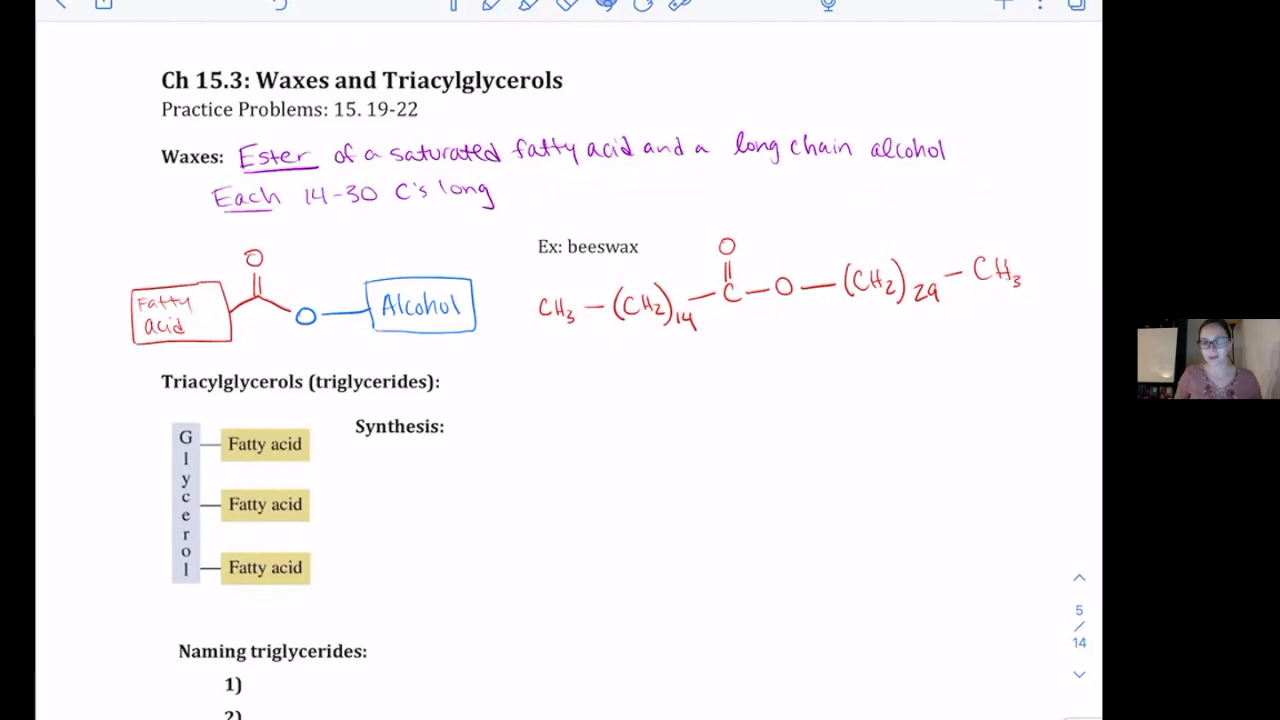 Ch 15.3: Waxes and Triacylglycerols
Practice Problems: 15. 19-22
Waxes: Ester of a saturated fatty acid and a long chain alcohol
Each 14-30 C's long
Ex: beeswax
O
Fatty acid
O
Alcohol
O
CH3 — (CH2)14 — C — O — (CH2)29 — CH3
Triacylglycerols (triglycerides):
Synthesis:
Glycerol
Fatty acid
Fatty acid
Fatty acid
Naming triglycerides:
1)
2)
5
/
14